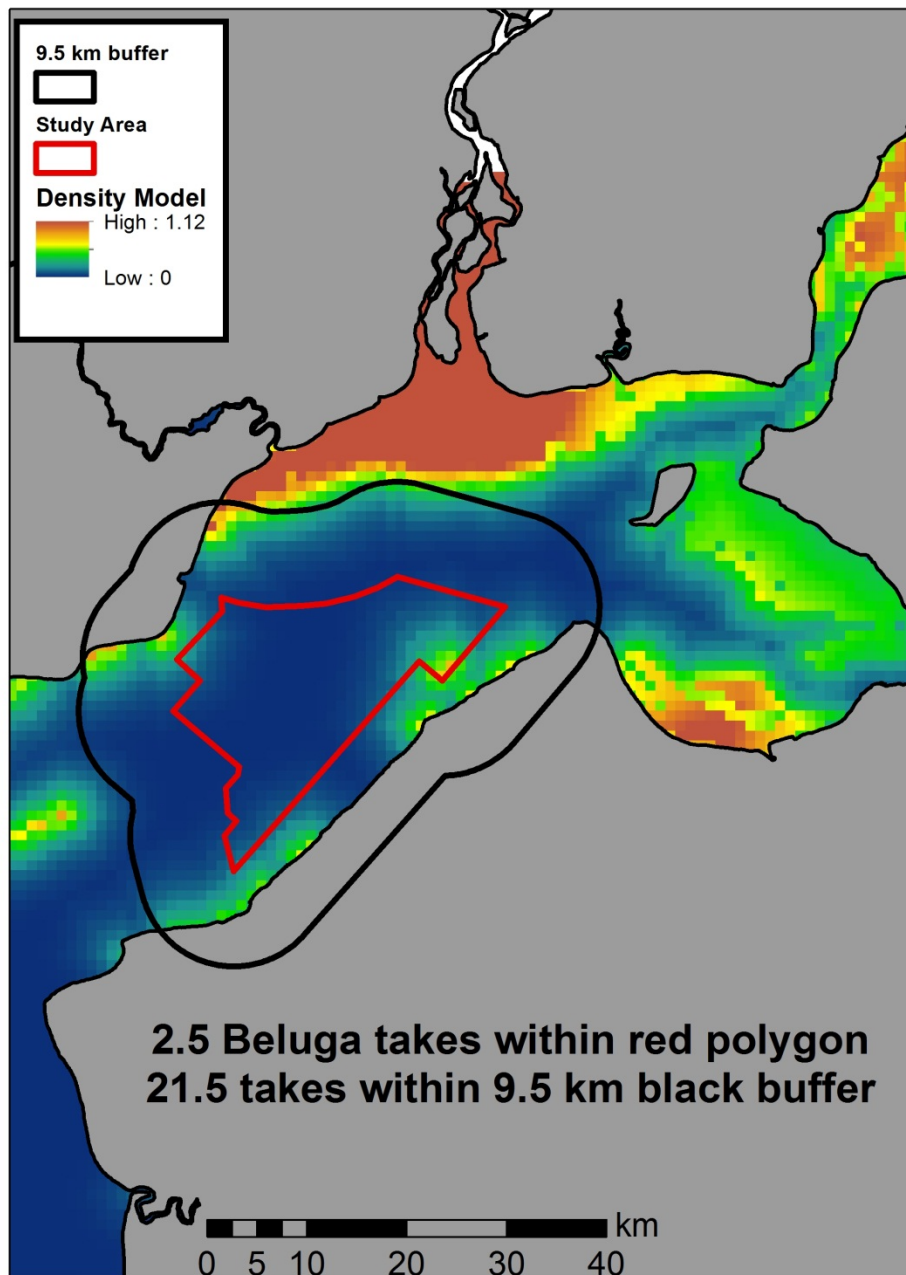 9.5 km buffer
Study Area
Density Model
High : 1.12
Low : 0
2.5 Beluga takes within red polygon
21.5 takes within 9.5 km black buffer
km
0 5 10 20 30 40